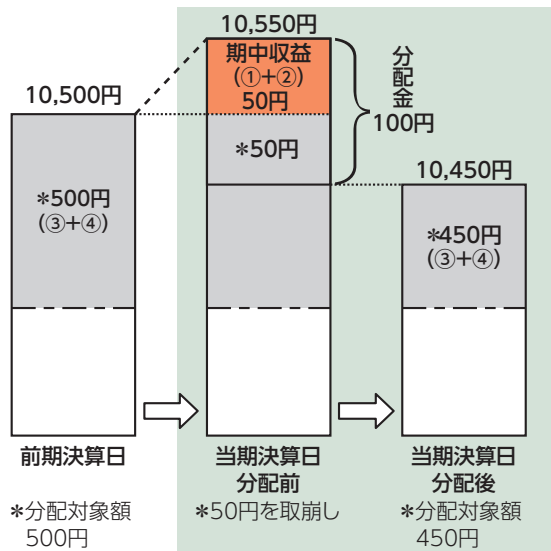 10,500円
*500円
(③+④)
前期決算日
*分配対象額
500円
10,550円
期中収益
(①+②)
50円
*50円
分配金
100円
当期決算日
分配前
*50円を取崩し
10,450円
*450円
(③+④)
当期決算日
分配後
*分配対象額
450円